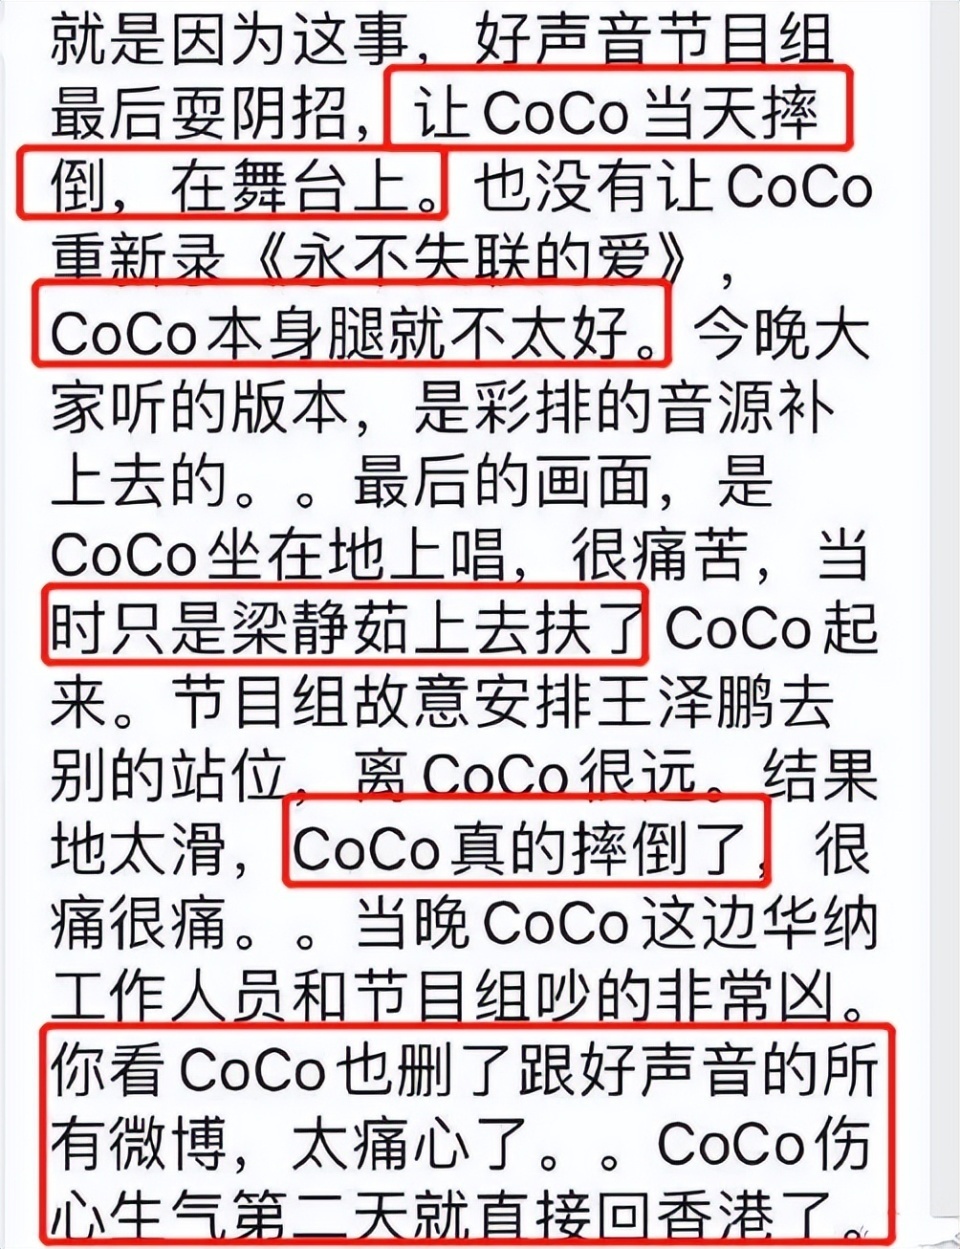 就是因为这事，好声音节目组
最后耍阴招，让CoCo当天摔
倒，在舞台上。也没有让CoCo
重新录《永不失联的爱》，
CoCo本身腿就不太好。今晚大
家听的版本，是彩排的音源补
上去的。。最后的画面，是
CoCo坐在地上唱，很痛苦，当
时只是梁静茹上去扶了CoCo起
来。节目组故意安排王泽鹏去
别的站位，离CoCo很远。结果
地太滑，CoCo真的摔倒了，很
痛很痛。。当晚CoCo这边华纳
工作人员和节目组吵的非常凶。
你看CoCo也删了跟好声音的所
有微博，太痛心了。。CoCo伤
心生气第二天就直接回香港了。